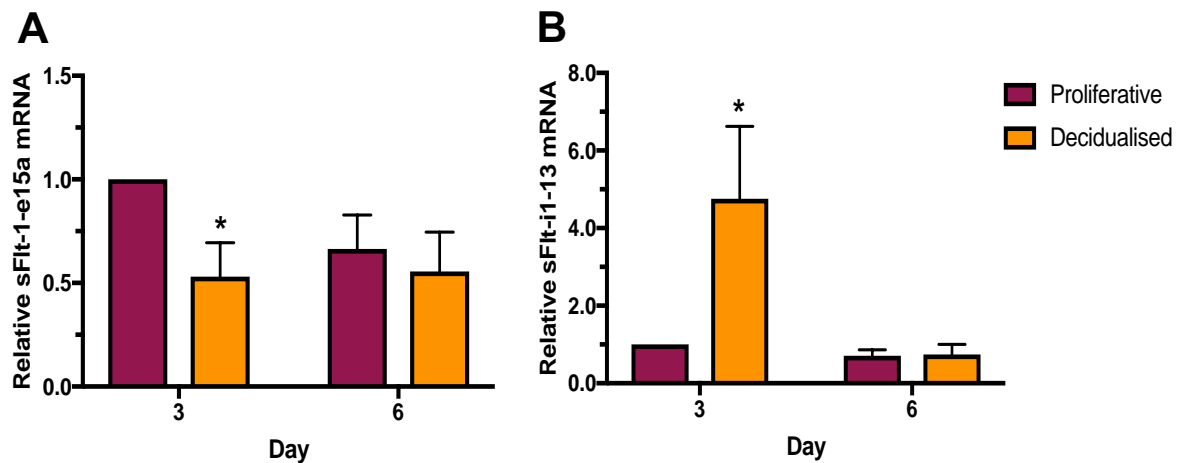 A
Relative sFlt-1-e15a mRNA
1.5
1.0
0.5
0.0
*
3
6
Day
B
Relative sFlt-i1-13 mRNA
8.0
6.0
4.0
2.0
0.0
*
3
6
Day
Proliferative
Decidualised